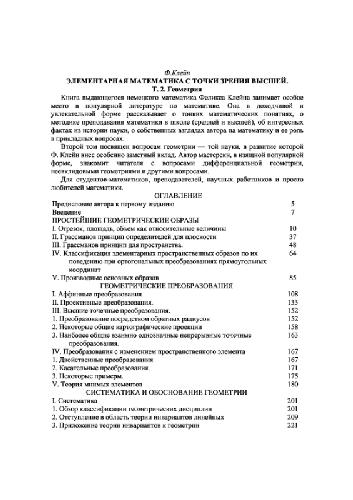 Ф.Клейн
ЭЛЕМЕНТАРНАЯ МАТЕМАТИКА С ТОЧКИ ЗРЕНИЯ ВЫСШЕЙ.
Т. 2. Геометрия
Книга выдающегося немецкого математика Феликса Клейна занимает особое
место в популярной литературе по математике. Она в доходчивой и
увлекательной форме рассказывает о тонких математических понятиях, о
методике преподавания математики в школе (средней и высшей), об интересных
фактах из истории науки, о собственных взглядах автора на математику и ее роль
в прикладных вопросах.
Второй том посвящен вопросам геометрии — той науки, в развитие которой
Ф. Клейн внес особенно заметный вклад. Автор мастерски, в изящной популярной
форме, знакомит читателя с вопросами дифференциальной геометрии,
неевклидовыми геометриями и другими вопросами.
Для студентов-математиков, преподавателей, научных работников и просто
любителей математики.
ОГЛАВЛЕНИЕ
Предисловие автора к первому изданию 5
Введение 7
ПРОСТЕЙШИЕ ГЕОМЕТРИЧЕСКИЕ ОБРАЗЫ
I. Отрезок, площадь, объем как относительные величины 10
II. Грассманов принцип определителей для плоскости 37
III. Грассманов принцип для пространства. 48
IV. Классификация элементарных пространственных образов по их 64
поведению при ортогональных преобразованиях прямоугольных
координат
V. Производные основных образов 85
ГЕОМЕТРИЧЕСКИЕ ПРЕОБРАЗОВАНИЯ
I. Аффинные преобразования 108
II. Проективные преобразования. 133
III. Высшие точечные преобразования. 152
1. Преобразование посредством обратных радиусов 152
2. Некоторые общие картографические проекции 158
3. Наиболее общие взаимно однозначные непрерывные точечные 163
преобразования.
IV. Преобразования с изменением пространственного элемента 167
1. Двойственные преобразования 167
2. Касательные преобразования. 171
3. Некоторые примеры. 175
V. Теория мнимых элементов 180
СИСТЕМАТИКА И ОБОСНОВАНИЕ ГЕОМЕТРИИ
I. Систематика 201
1. Обзор классификации геометрических дисциплин 201
2. Отступление в область теории инвариантов линейных 209
3. Приложение теории инвариантов к геометрии 221